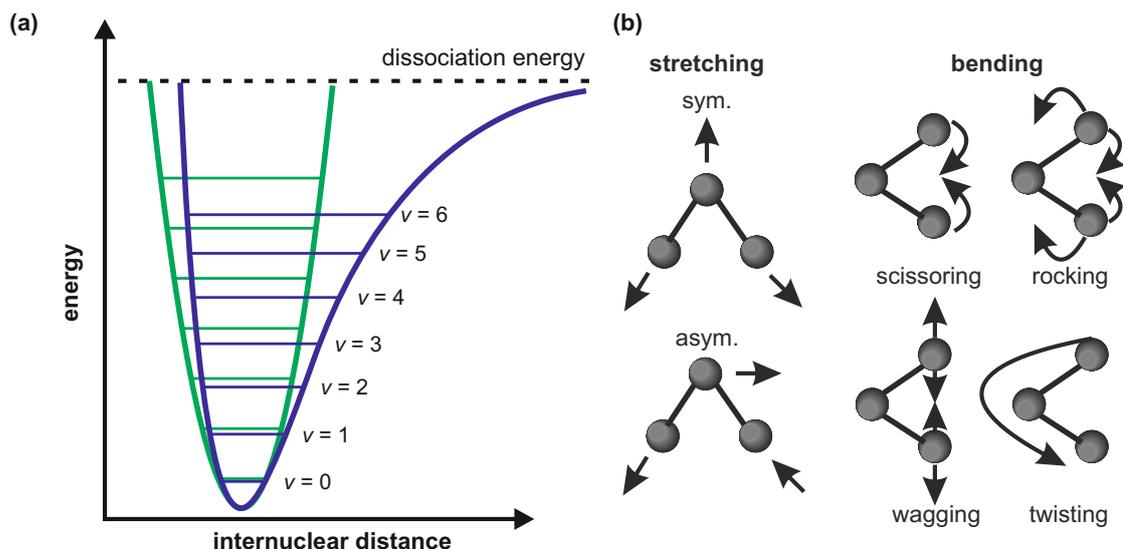 (a)
dissociation energy
energy
v = 6
v = 5
v = 4
v = 3
v = 2
v = 1
v = 0
internuclear distance
(b)
stretching
sym.
asym.
bending
scissoring
rocking
wagging
twisting